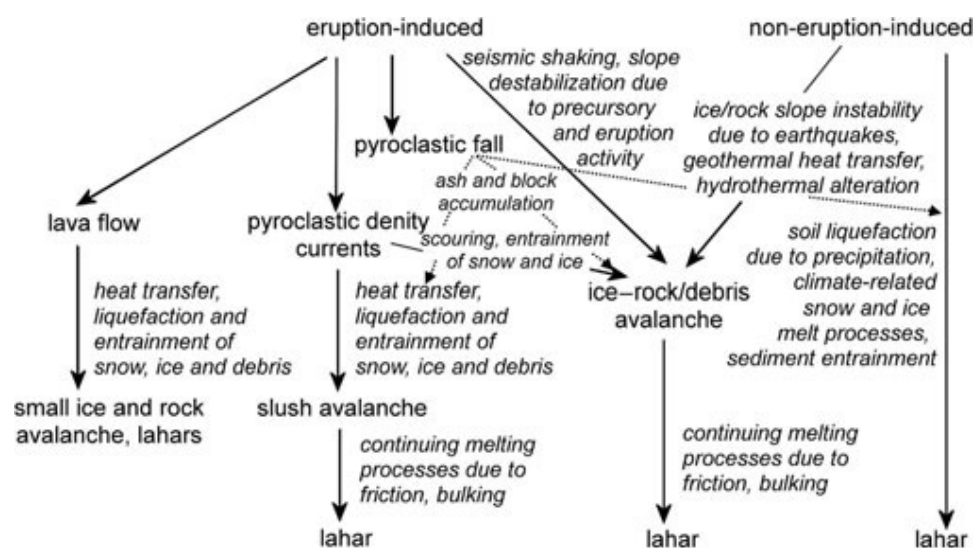 eruption-induced
non-eruption-induced
seismic shaking, slope
destabilization due
to precursory
and eruption
activity
ice/rock slope instability
due to earthquakes,
geothermal heat transfer,
hydrothermal alteration
pyroclastic fall
ash and block
accumulation
lava flow
pyroclastic denity
currents
scouring, entrainment
of snow and ice
soil liquefaction
due to precipitation,
climate-related
snow and ice
melt processes,
sediment entrainment
ice–rock/debris
avalanche
heat transfer,
liquefaction and
entrainment of
snow, ice and debris
heat transfer,
liquefaction and
entrainment of
snow, ice and debris
small ice and rock
avalanche, lahars
slush avalanche
continuing melting
processes due to
friction, bulking
continuing melting
processes due to
friction, bulking
lahar
lahar
lahar